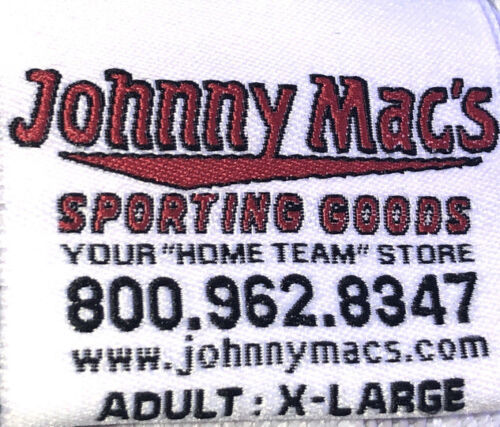 Johnny Mac's
SPORTING GOODS
YOUR "HOME TEAM" STORE
800.962.8347
www.johnnymacs.com
ADULT : X-LARGE